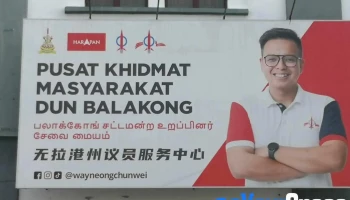 HARAPAN
PUSAT KHIDMAT
MASYARAKAT
DUN BALAKONG
பலாக்கோங் சட்டமன்ற உறுப்பினர்
சேவை மையம்
无拉港州议员服务中心
@wayneongchunwei